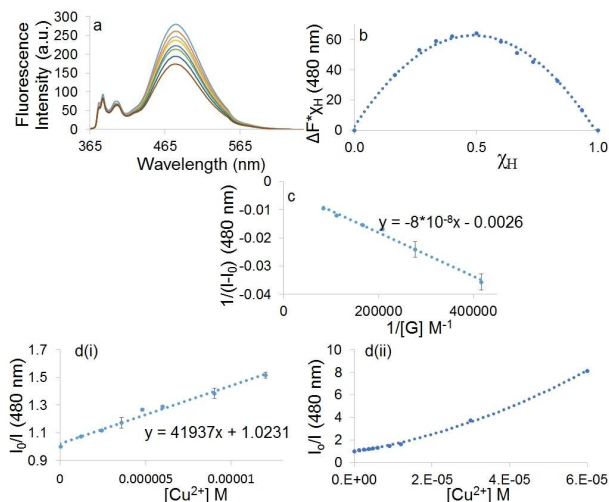 a
Fluorescence
Intensity (a.u.)
300
250
200
150
100
50
0
365
465
565
Wavelength (nm)
b
ΔF*χH (480 nm)
60
40
20
0
0
0.5
1.0
χH
c
1/(I-I0) (480 nm)
0
-0.01
-0.02
-0.03
-0.04
y = -8*10-8x - 0.0026
0
200000
400000
1/[G] M-1
d(i)
I0/I (480 nm)
1.7
1.5
1.3
1.1
0.9
y = 41937x + 1.0231
0
0.000005
0.00001
[Cu2+] M
d(ii)
Io/I (480 nm)
10
8
6
4
2
0
0.E+00
2.E-05
4.E-05
6.E-05
[Cu2+] M